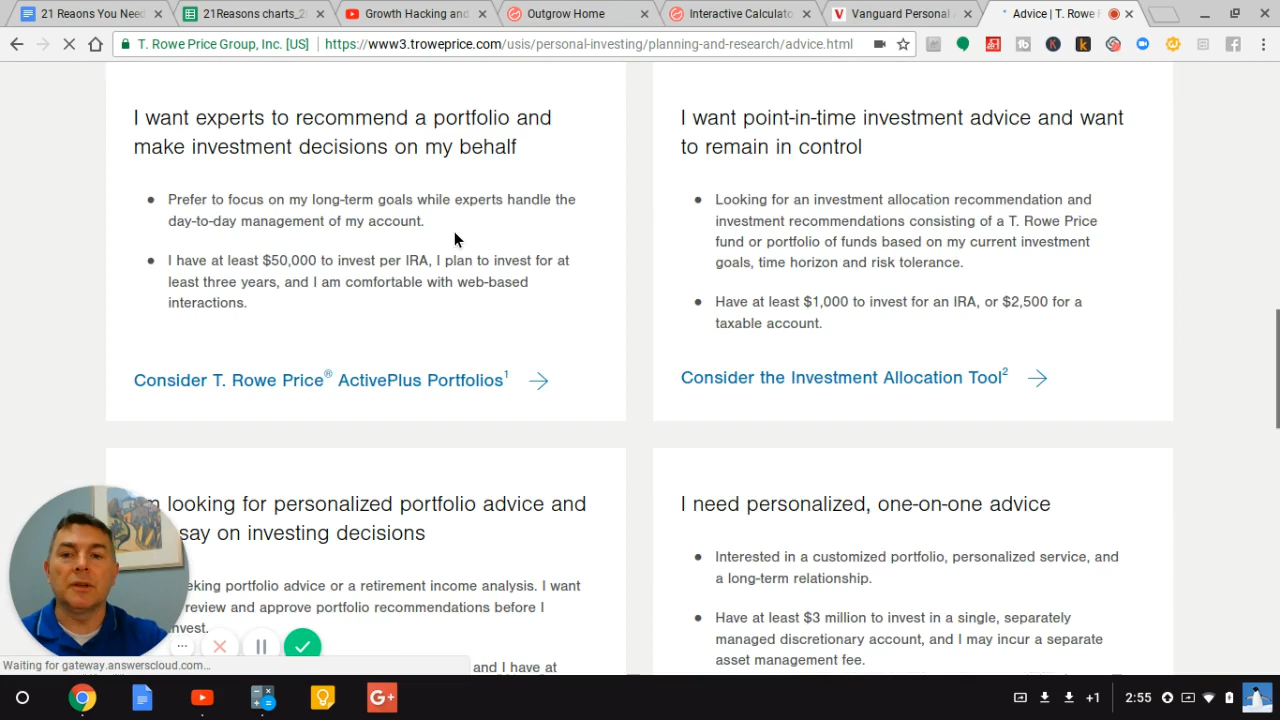 21 Reaons You Nee
21Reasons charts_2
Growth Hacking and
Outgrow Home
Interactive Calculato
Vanguard Personal A
Advice | T. Rowe P
T. Rowe Price Group, Inc. [US]
https://www3.troweprice.com/usis/personal-investing/planning-and-research/advice.html
I want experts to recommend a portfolio and
make investment decisions on my behalf
Prefer to focus on my long-term goals while experts handle the
day-to-day management of my account.
I have at least $50,000 to invest per IRA, I plan to invest for at
least three years, and I am comfortable with web-based
interactions.
Consider T. Rowe Price® ActivePlus Portfolios1
I want point-in-time investment advice and want
to remain in control
Looking for an investment allocation recommendation and
investment recommendations consisting of a T. Rowe Price
fund or portfolio of funds based on my current investment
goals, time horizon and risk tolerance.
Have at least $1,000 to invest for an IRA, or $2,500 for a
taxable account.
Consider the Investment Allocation Tool2
looking for personalized portfolio advice and
say on investing decisions
eking portfolio advice or a retirement income analysis. I want
review and approve portfolio recommendations before I
invest.
and I have at
I need personalized, one-on-one advice
Interested in a customized portfolio, personalized service, and
a long-term relationship.
Have at least $3 million to invest in a single, separately
managed discretionary account, and I may incur a separate
asset management fee.
Waiting for gateway.answerscloud.com...
G+
+1
2:55